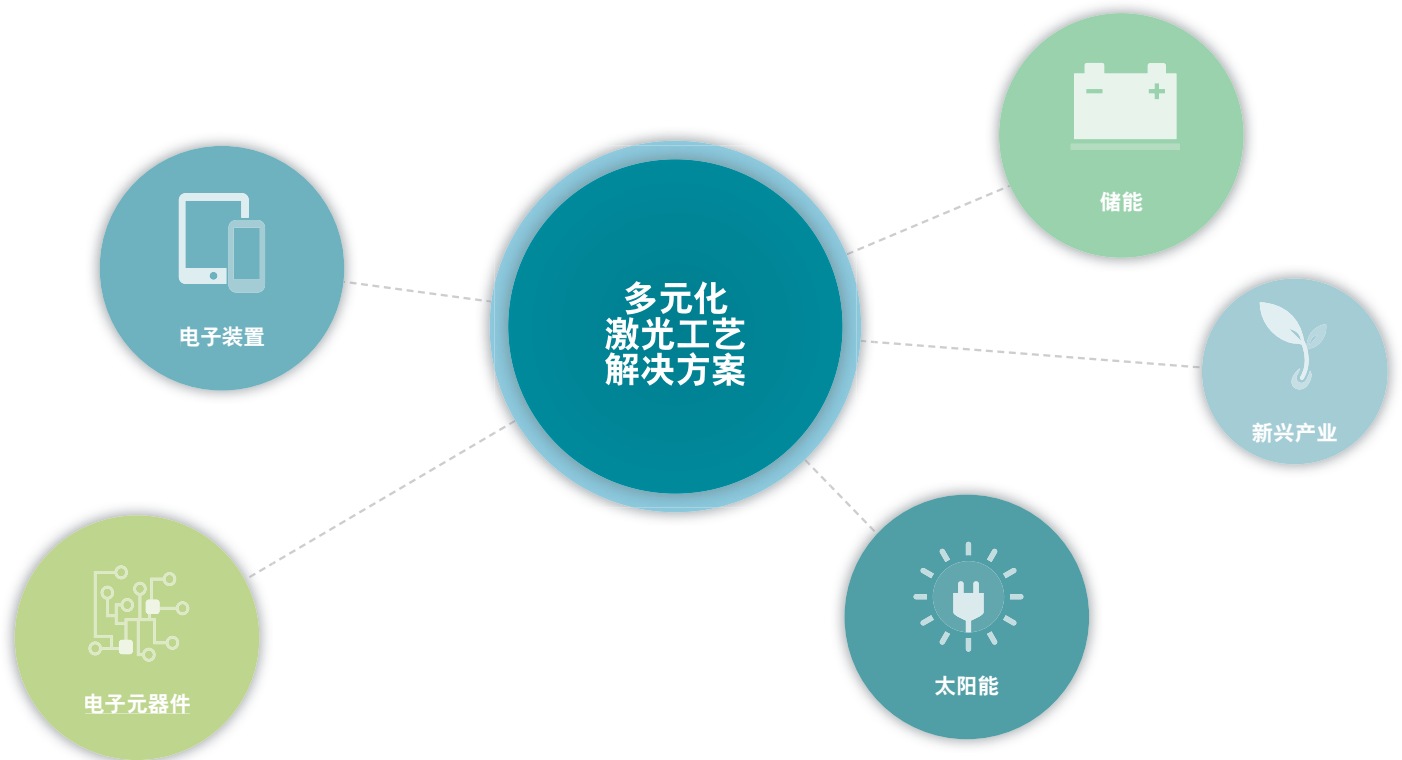 储能
电子装置
多元化
激光工艺
解决方案
新兴产业
电子元器件
太阳能